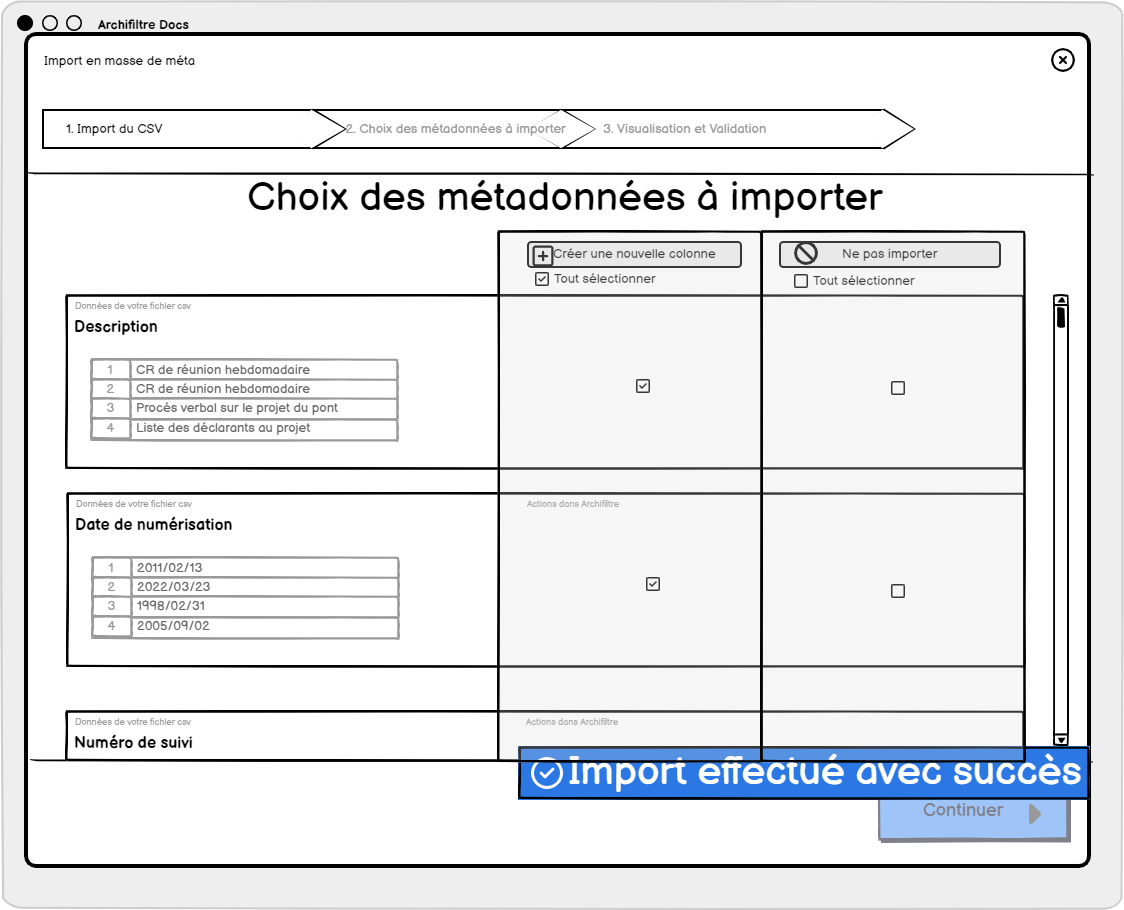 Archifiltre Docs
Import en masse de méta
1. Import du CSV
2. Choix des métadonnées à importer
3. Visualisation et Validation
Choix des métadonnées à importer
Créer une nouvelle colonne
Ne pas importer
Tout sélectionner
Tout sélectionner
Données de votre fichier csv
Description
1 CR de réunion hebdomadaire
2 CR de réunion hebdomadaire
3 Procés verbal sur le projet du pont
4 Liste des déclarants au projet
Données de votre fichier csv
Actions dans Archifiltre
Date de numérisation
1 2011/02/13
2 2022/03/23
3 1998/02/31
4 2005/09/02
Données de votre fichier csv
Actions dans Archifiltre
Numéro de suivi
Import effectué avec succès
Continuer